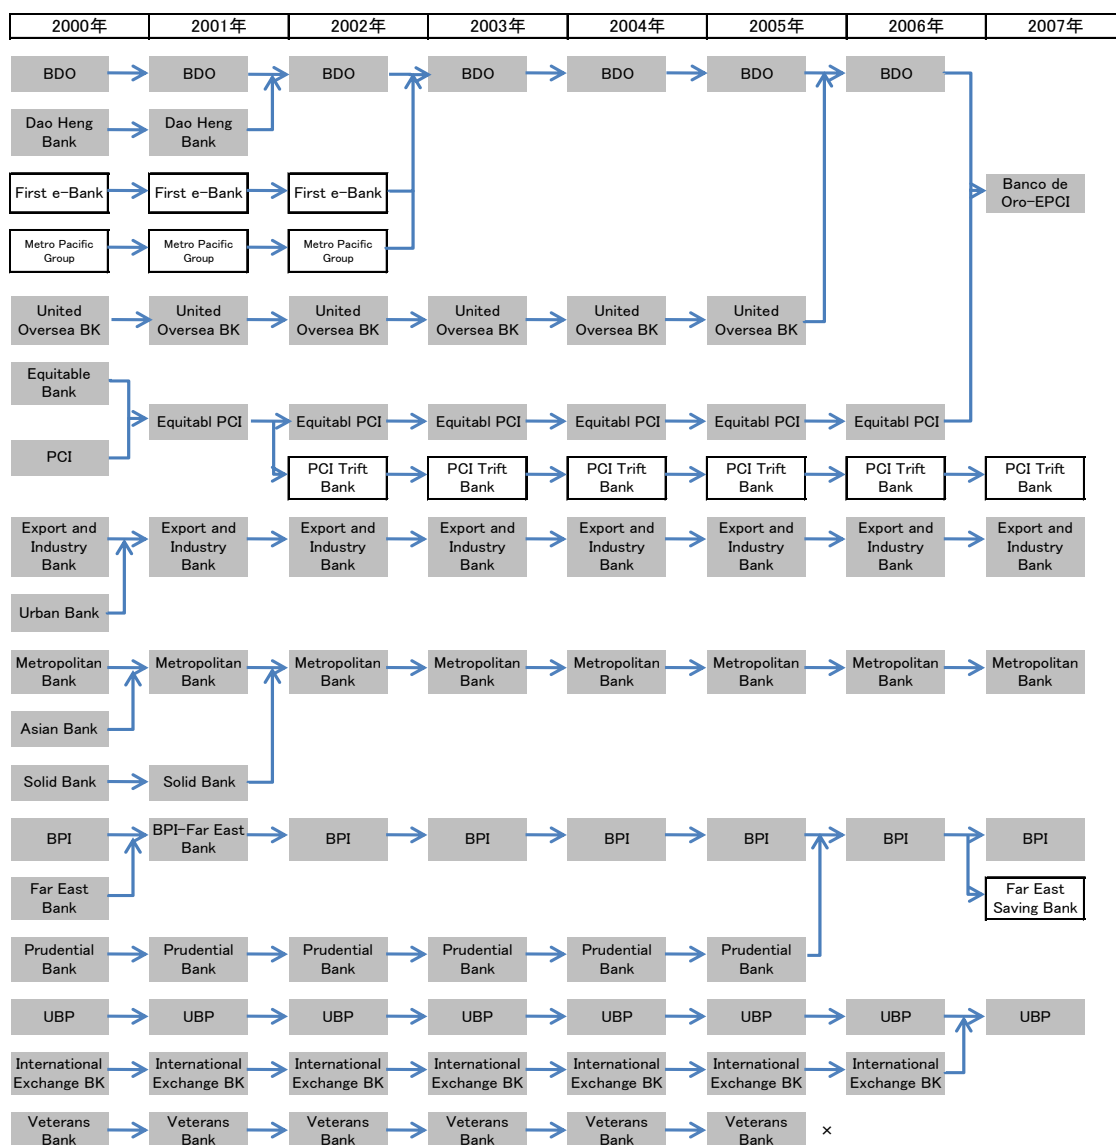 2000年 2001年 2002年 2003年 2004年 2005年 2006年 2007年
BDO BDO BDO BDO BDO BDO BDO
Dao Heng Dao Heng
Bank Bank
Banco de
Oro-EPCI
First e-Bank First e-Bank First e-Bank
Metro Pacific Metro Pacific Metro Pacific
Group Group Group
United United United United United United
Oversea BK Oversea BK Oversea BK Oversea BK Oversea BK Oversea BK
Equitable
Bank
Equitabl PCI Equitabl PCI Equitabl PCI Equitabl PCI Equitabl PCI Equitabl PCI
PCI
PCI Trift PCI Trift PCI Trift PCI Trift PCI Trift PCI Trift
Bank Bank Bank Bank Bank Bank
Export and Export and Export and Export and Export and Export and Export and Export and
Industry Industry Industry Industry Industry Industry Industry Industry
Bank Bank Bank Bank Bank Bank Bank Bank
Urban Bank
Metropolitan Metropolitan Metropolitan Metropolitan Metropolitan Metropolitan Metropolitan Metropolitan
Bank Bank Bank Bank Bank Bank Bank Bank
Asian Bank
Solid Bank Solid Bank
BPI BPI-Far East BPI BPI BPI BPI BPI BPI
Bank
Far East Far East
Bank Saving Bank
Prudential Prudential Prudential Prudential Prudential Prudential
Bank Bank Bank Bank Bank Bank
UBP UBP UBP UBP UBP UBP UBP UBP
International International International International International International International
Exchange BK Exchange BK Exchange BK Exchange BK Exchange BK Exchange BK Exchange BK
Veterans Veterans Veterans Veterans Veterans Veterans
Bank Bank Bank Bank Bank Bank ×